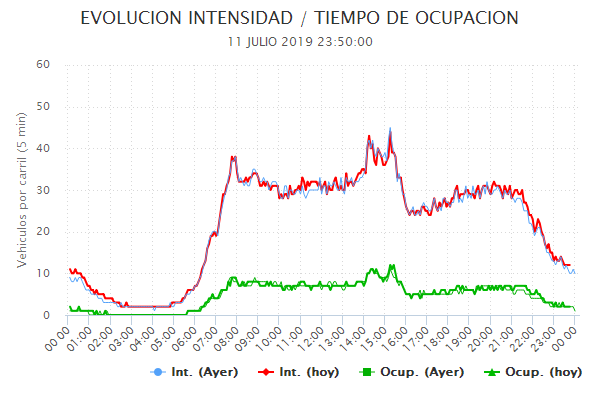 EVOLUCION INTENSIDAD / TIEMPO DE OCUPACION
11 JULIO 2019 23:50:00
Vehiculos por carril (5 min)
60
50
40
30
20
10
0
00:00 01:00 02:00 03:00 04:00 05:00 06:00 07:00 08:00 09:00 10:00 11:00 12:00 13:00 14:00 15:00 16:00 17:00 18:00 19:00 20:00 21:00 22:00 23:00 00:00
Int. (Ayer) Int. (hoy) Ocup. (Ayer) Ocup. (hoy)